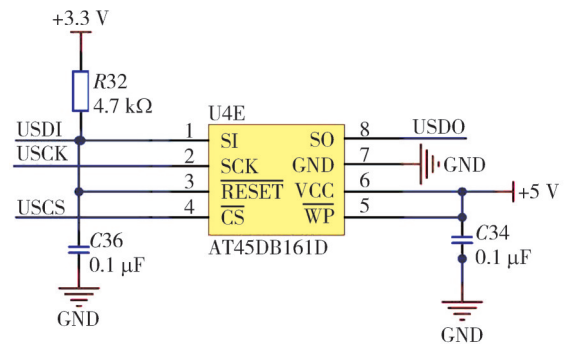 +3.3 V
R32
4.7 kΩ
U4E
USDI 1 SI SO 8 USDO
USCK 2 SCK GND 7 GND
3 RESET VCC 6 +5 V
USCS 4 CS WP 5
AT45DB161D
C36
0.1 μF
C34
0.1 μF
GND
GND